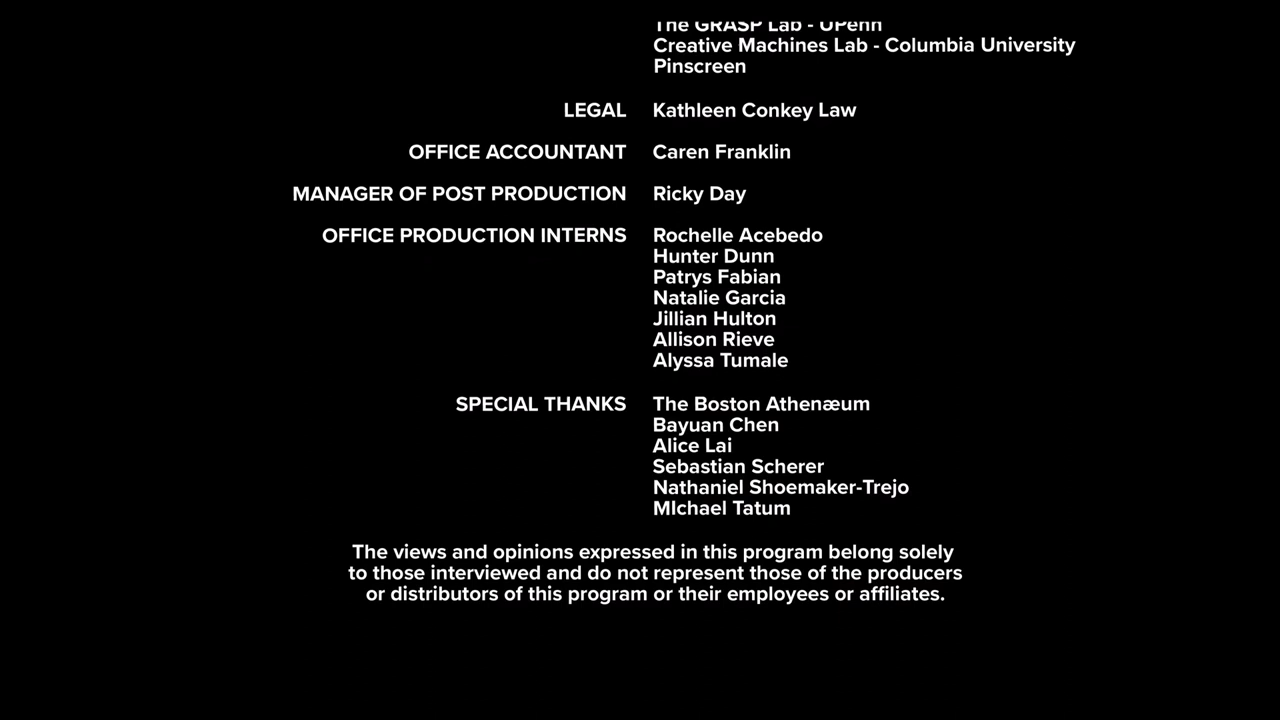 The GRASP Lab - UPenn
Creative Machines Lab - Columbia University
Pinscreen
LEGAL Kathleen Conkey Law
OFFICE ACCOUNTANT Caren Franklin
MANAGER OF POST PRODUCTION Ricky Day
OFFICE PRODUCTION INTERNS Rochelle Acebedo
Hunter Dunn
Patrys Fabian
Natalie Garcia
Jillian Hulton
Allison Rieve
Alyssa Tumale
SPECIAL THANKS The Boston Athenæum
Bayuan Chen
Alice Lai
Sebastian Scherer
Nathaniel Shoemaker-Trejo
MIchael Tatum
The views and opinions expressed in this program belong solely
to those interviewed and do not represent those of the producers
or distributors of this program or their employees or affiliates.